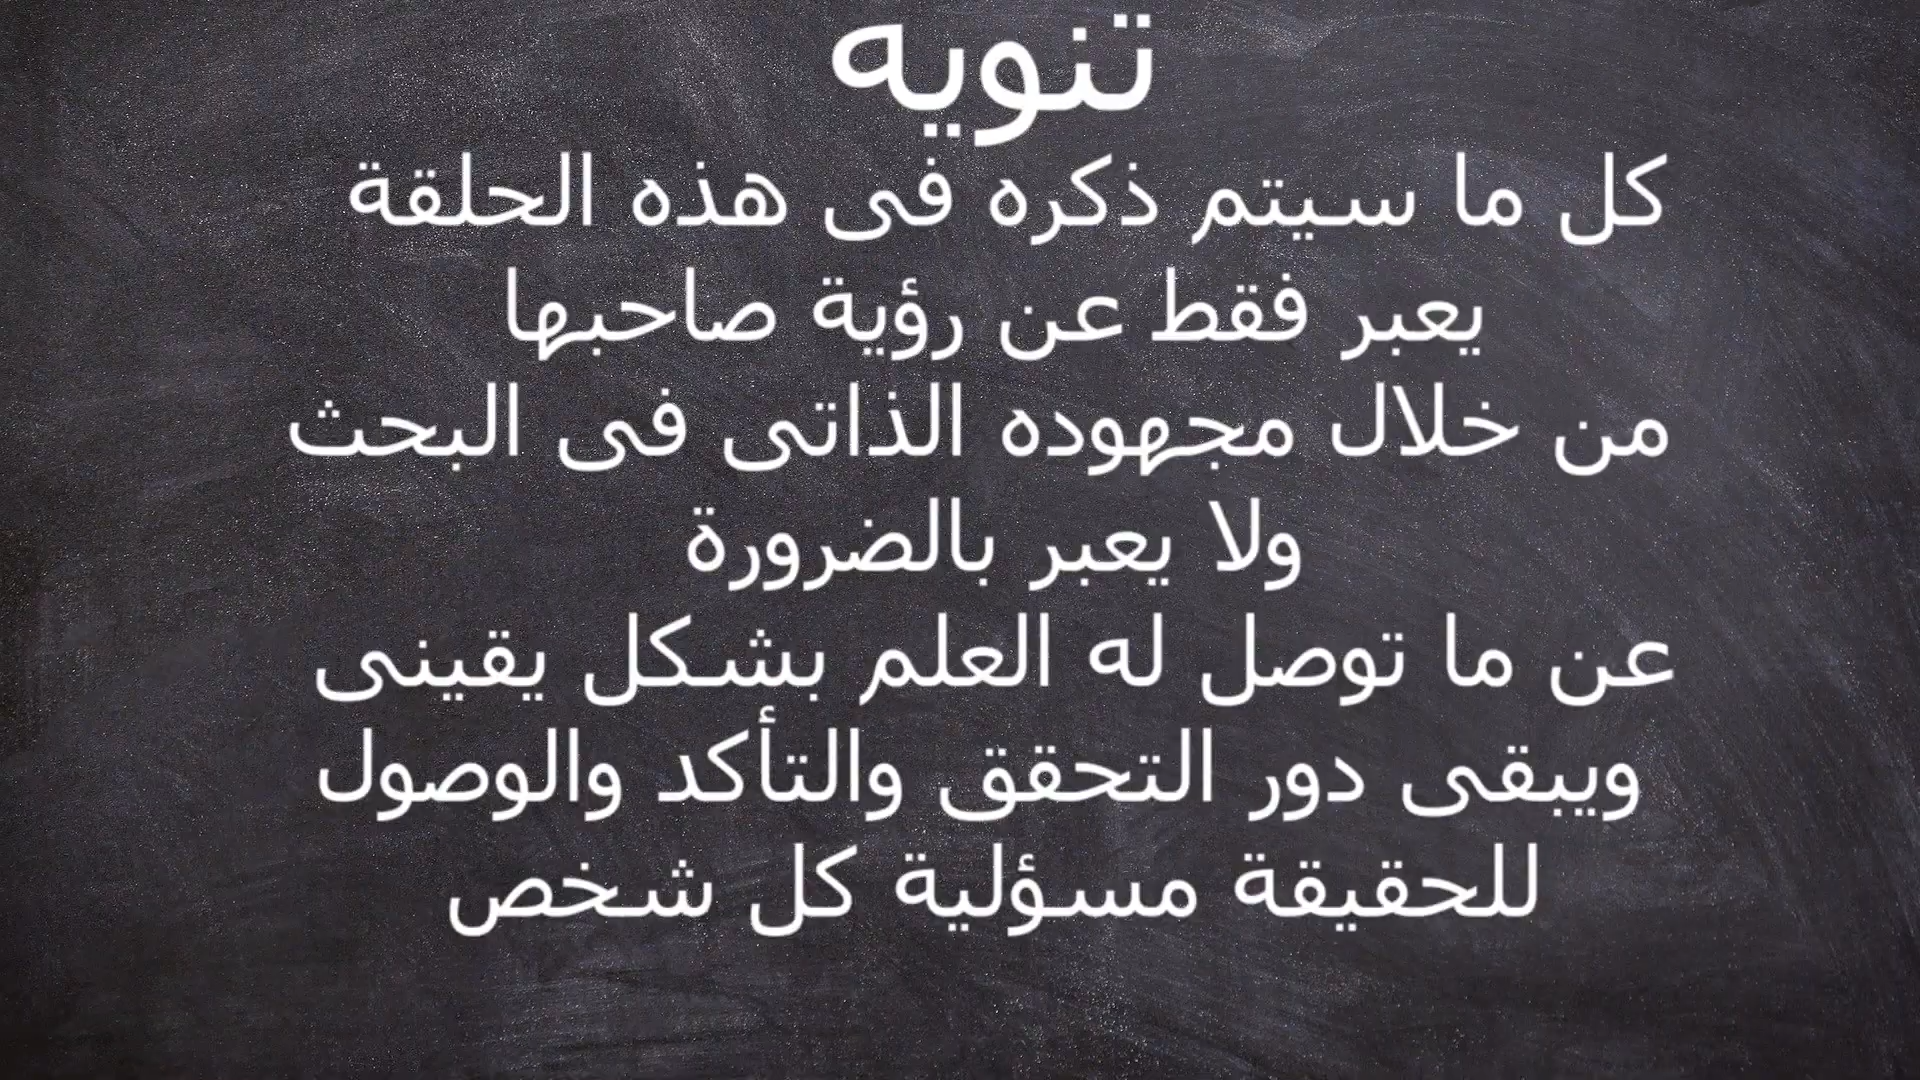 تنويه
كل ما سيتم ذكره فى هذه الحلقة
يعبر فقط عن رؤية صاحبها
من خلال مجهوده الذاتى فى البحث
ولا يعبر بالضرورة
عن ما توصل له العلم بشكل يقينى
ويبقى دور التحقق والتأكد والوصول
للحقيقة مسؤلية كل شخص